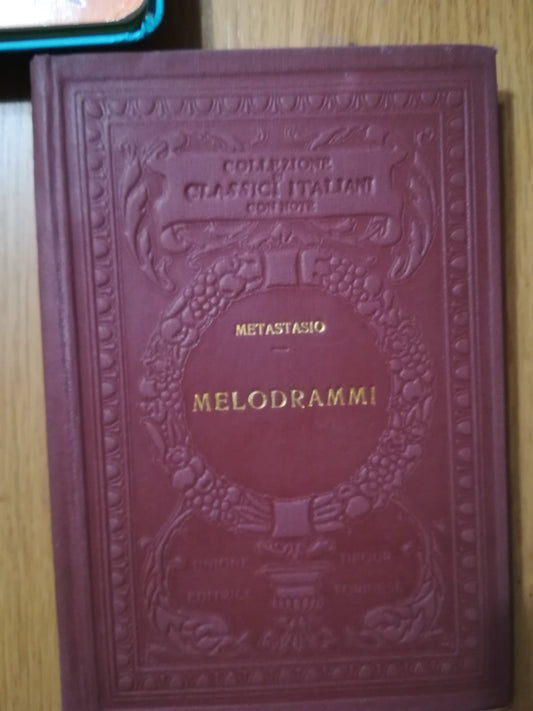 COLLEZIONE
CLASSICI ITALIANI
CON NOTE
METASTASIO
MELODRAMMI
UNIONE TIPOGR
EDITRICE TORINESE